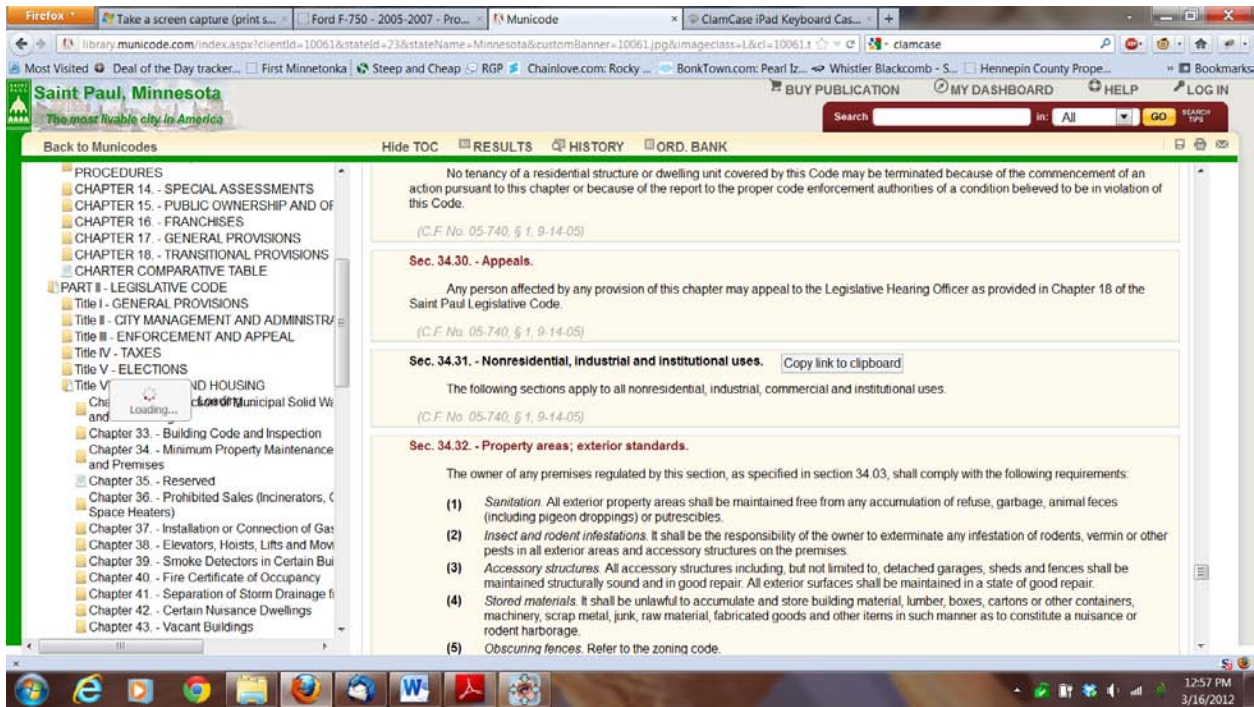 Firefox
Take a screen capture (print s...
Ford F-750 - 2005-2007 - Pro...
Municode
ClamCase iPad Keyboard Cas...
library.municode.com/index.aspx?clientId=10061&stateId=23&stateName=Minnesota&customBanner=10061.jpg&imageclass=L&cl=10061.t
clamcase
Most Visited
Deal of the Day tracker...
First Minnetonka
Steep and Cheap
RGP
Chainlove.com: Rocky ...
BonkTown.com: Pearl Iz...
Whistler Blackcomb - S...
Hennepin County Prope...
Bookmarks
Saint Paul, Minnesota
The most livable city in America
BUY PUBLICATION
MY DASHBOARD
HELP
LOG IN
Search
in: All
GO
SEARCH TIPS
Back to Municodes
Hide TOC
RESULTS
HISTORY
ORD. BANK
PROCEDURES
CHAPTER 14. - SPECIAL ASSESSMENTS
CHAPTER 15. - PUBLIC OWNERSHIP AND OF
CHAPTER 16. - FRANCHISES
CHAPTER 17. - GENERAL PROVISIONS
CHAPTER 18. - TRANSITIONAL PROVISIONS
CHARTER COMPARATIVE TABLE
PART II - LEGISLATIVE CODE
Title I - GENERAL PROVISIONS
Title II - CITY MANAGEMENT AND ADMINISTRA
Title III - ENFORCEMENT AND APPEAL
Title IV - TAXES
Title V - ELECTIONS
Title V ND HOUSING
Cha Municipal Solid Wa
and
Loading...
Chapter 33. - Building Code and Inspection
Chapter 34. - Minimum Property Maintenance
and Premises
Chapter 35. - Reserved
Chapter 36. - Prohibited Sales (Incinerators, G
Space Heaters)
Chapter 37. - Installation or Connection of Gas
Chapter 38. - Elevators, Hoists, Lifts and Movi
Chapter 39. - Smoke Detectors in Certain Bui
Chapter 40. - Fire Certificate of Occupancy
Chapter 41. - Separation of Storm Drainage f
Chapter 42. - Certain Nuisance Dwellings
Chapter 43. - Vacant Buildings
No tenancy of a residential structure or dwelling unit covered by this Code may be terminated because of the commencement of an
action pursuant to this chapter or because of the report to the proper code enforcement authorities of a condition believed to be in violation of
this Code.
(C.F. No. 05-740, § 1, 9-14-05)
Sec. 34.30. - Appeals.
Any person affected by any provision of this chapter may appeal to the Legislative Hearing Officer as provided in Chapter 18 of the
Saint Paul Legislative Code.
(C.F. No. 05-740, § 1, 9-14-05)
Sec. 34.31. - Nonresidential, industrial and institutional uses.
Copy link to clipboard
The following sections apply to all nonresidential, industrial, commercial and institutional uses.
(C.F. No. 05-740, § 1, 9-14-05)
Sec. 34.32. - Property areas; exterior standards.
The owner of any premises regulated by this section, as specified in section 34.03, shall comply with the following requirements:
(1) Sanitation. All exterior property areas shall be maintained free from any accumulation of refuse, garbage, animal feces
(including pigeon droppings) or putrescibles.
(2) Insect and rodent infestations. It shall be the responsibility of the owner to exterminate any infestation of rodents, vermin or other
pests in all exterior areas and accessory structures on the premises.
(3) Accessory structures. All accessory structures including, but not limited to, detached garages, sheds and fences shall be
maintained structurally sound and in good repair. All exterior surfaces shall be maintained in a state of good repair.
(4) Stored materials. It shall be unlawful to accumulate and store building material, lumber, boxes, cartons or other containers,
machinery, scrap metal, junk, raw material, fabricated goods and other items in such manner as to constitute a nuisance or
rodent harborage.
(5) Obscuring fences. Refer to the zoning code.
12:57 PM
3/16/2012